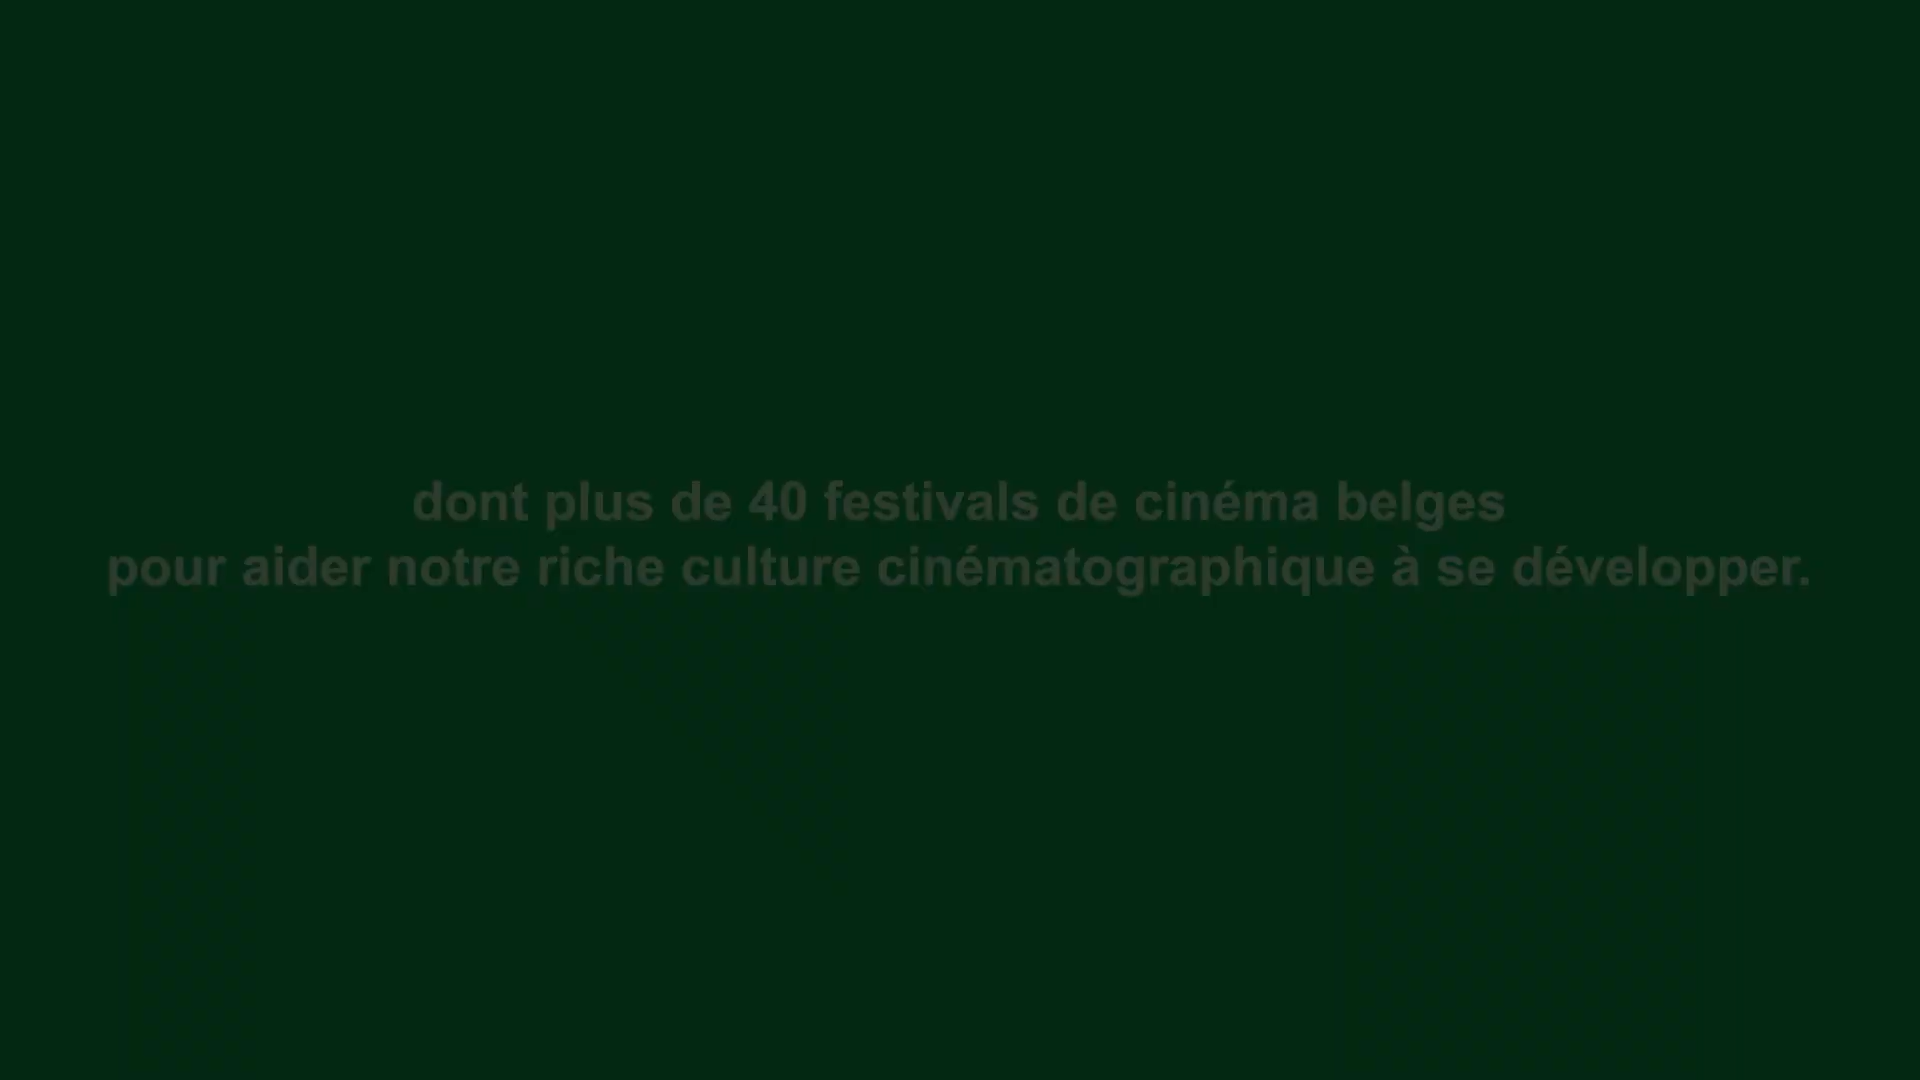 dont plus de 40 festivals de cinéma belges
pour aider notre riche culture cinématographique à se développer.